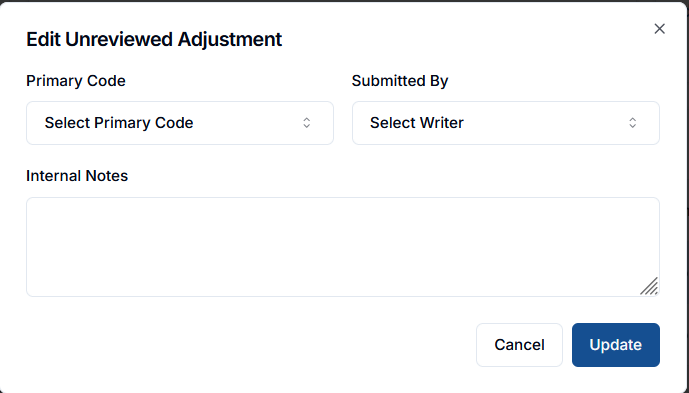 Edit Unreviewed Adjustment
Primary Code
Submitted By
Select Primary Code
Select Writer
Internal Notes
Cancel
Update